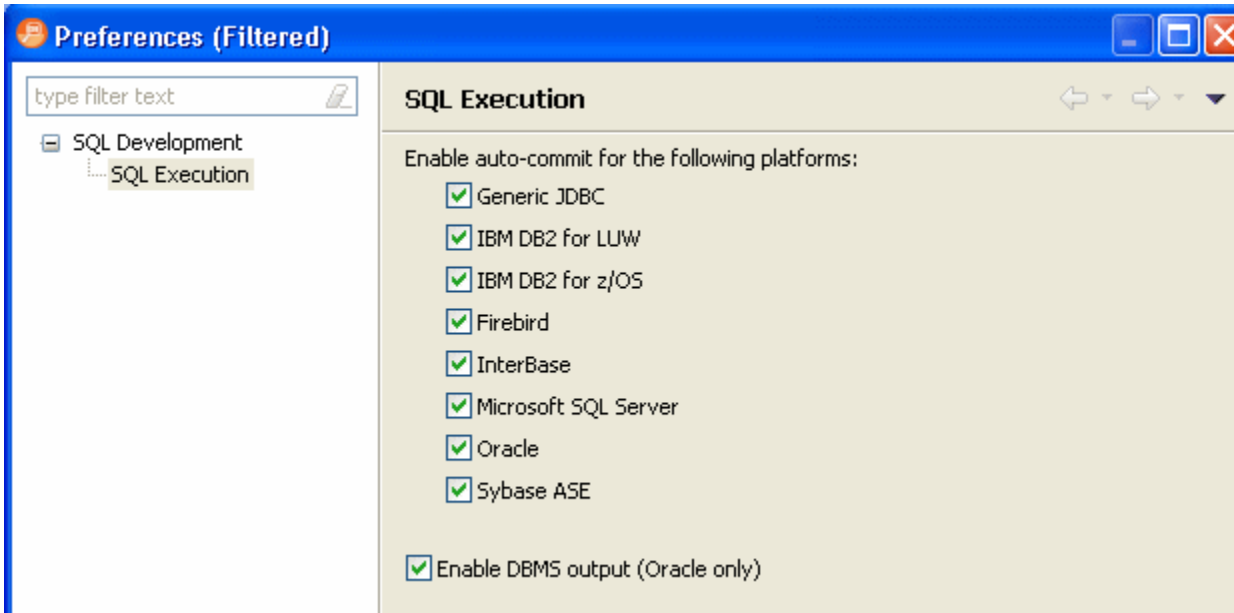 Preferences (Filtered)
type filter text
SQL Development
SQL Execution
SQL Execution
Enable auto-commit for the following platforms:
Generic JDBC
IBM DB2 for LUW
IBM DB2 for z/OS
Firebird
InterBase
Microsoft SQL Server
Oracle
Sybase ASE
Enable DBMS output (Oracle only)